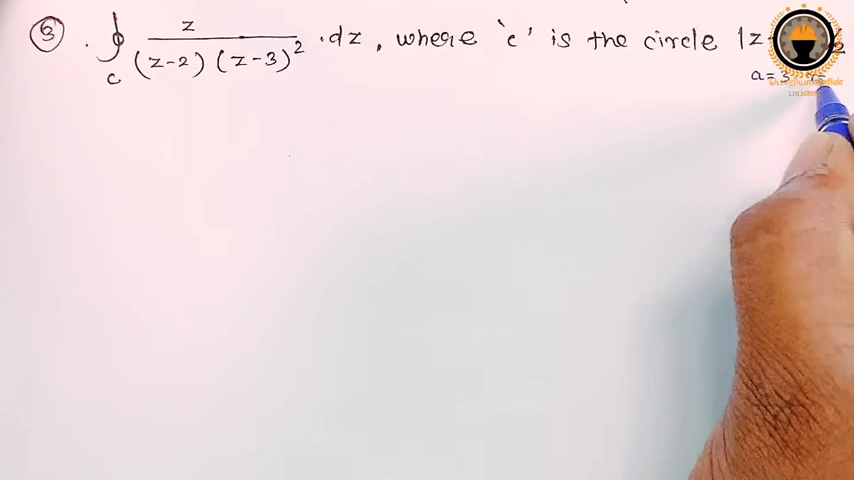 ③ . ∮ z / (z-2) (z-3)² . dz, where 'c' is the circle |z
c
a = 3